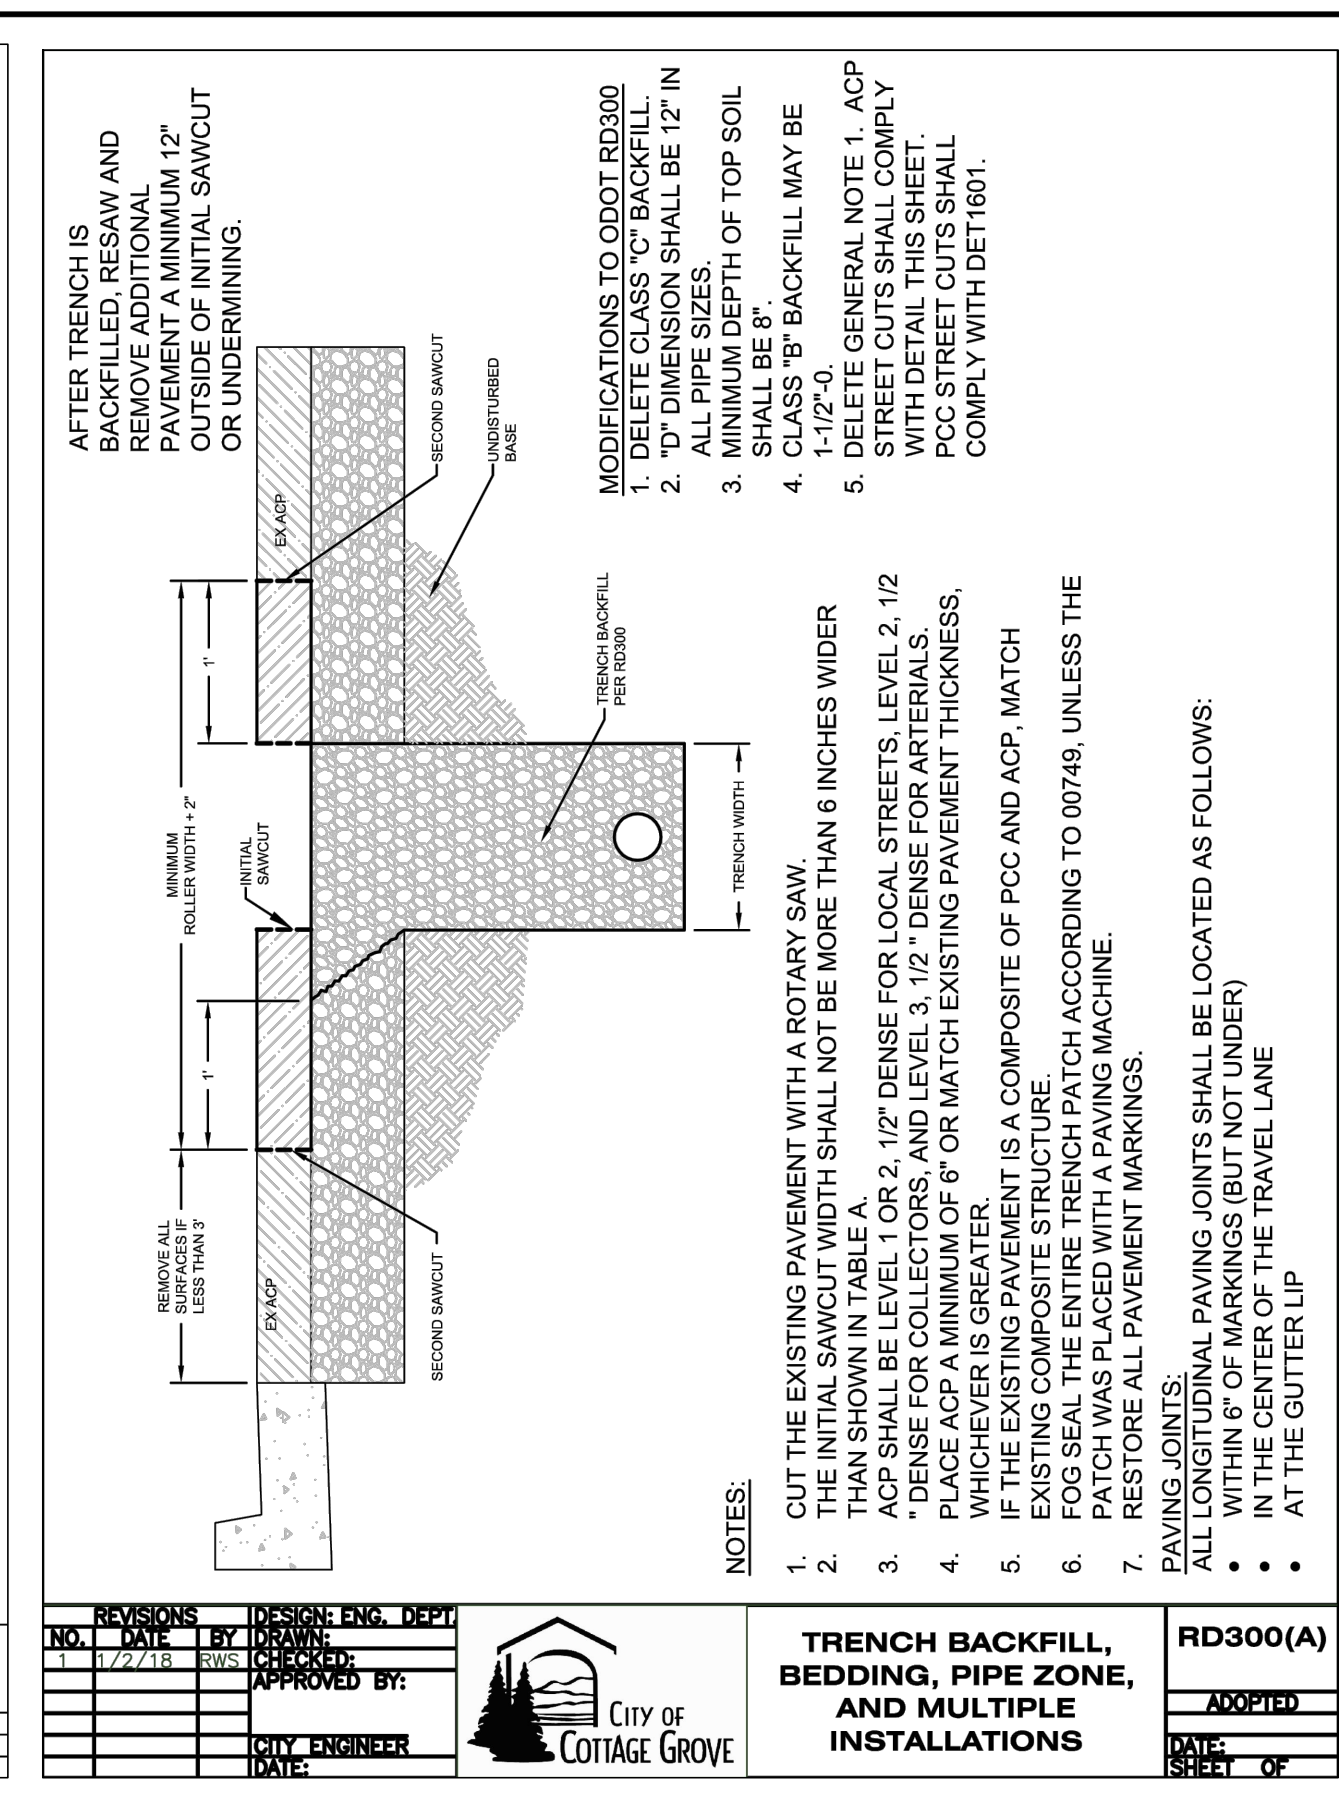 AFTER TRENCH IS
BACKFILLED, RESAW AND
REMOVE ADDITIONAL
PAVEMENT A MINIMUM 12"
OUTSIDE OF INITIAL SAWCUT
OR UNDERMINING.
REMOVE ALL
SURFACES IF
LESS THAN 3'
MINIMUM
ROLLER WIDTH + 2"
1'
1'
INITIAL
SAWCUT
EX ACP
EX ACP
SECOND SAWCUT
SECOND SAWCUT
UNDISTURBED
BASE
TRENCH BACKFILL
PER RD300
TRENCH WIDTH
MODIFICATIONS TO ODOT RD300
1. DELETE CLASS "C" BACKFILL.
2. "D" DIMENSION SHALL BE 12" IN
ALL PIPE SIZES.
3. MINIMUM DEPTH OF TOP SOIL
SHALL BE 8".
4. CLASS "B" BACKFILL MAY BE
1-1/2"-0.
5. DELETE GENERAL NOTE 1. ACP
STREET CUTS SHALL COMPLY
WITH DETAIL THIS SHEET.
PCC STREET CUTS SHALL
COMPLY WITH DET1601.
NOTES:
1. CUT THE EXISTING PAVEMENT WITH A ROTARY SAW.
2. THE INITIAL SAWCUT WIDTH SHALL NOT BE MORE THAN 6 INCHES WIDER
THAN SHOWN IN TABLE A.
3. ACP SHALL BE LEVEL 1 OR 2, 1/2" DENSE FOR LOCAL STREETS, LEVEL 2, 1/2
" DENSE FOR COLLECTORS, AND LEVEL 3, 1/2 " DENSE FOR ARTERIALS.
4. PLACE ACP A MINIMUM OF 6" OR MATCH EXISTING PAVEMENT THICKNESS,
WHICHEVER IS GREATER.
5. IF THE EXISTING PAVEMENT IS A COMPOSITE OF PCC AND ACP, MATCH
EXISTING COMPOSITE STRUCTURE.
6. FOG SEAL THE ENTIRE TRENCH PATCH ACCORDING TO 00749, UNLESS THE
PATCH WAS PLACED WITH A PAVING MACHINE.
7. RESTORE ALL PAVEMENT MARKINGS.
PAVING JOINTS:
ALL LONGITUDINAL PAVING JOINTS SHALL BE LOCATED AS FOLLOWS:
• WITHIN 6" OF MARKINGS (BUT NOT UNDER)
• IN THE CENTER OF THE TRAVEL LANE
• AT THE GUTTER LIP
REVISIONS
NO. DATE BY
1 1/2/18 RWS
DESIGN: ENG. DEPT.
DRAWN:
CHECKED:
APPROVED BY:
CITY ENGINEER
DATE:
CITY OF
COTTAGE GROVE
TRENCH BACKFILL,
BEDDING, PIPE ZONE,
AND MULTIPLE
INSTALLATIONS
RD300(A)
ADOPTED
DATE:
SHEET OF